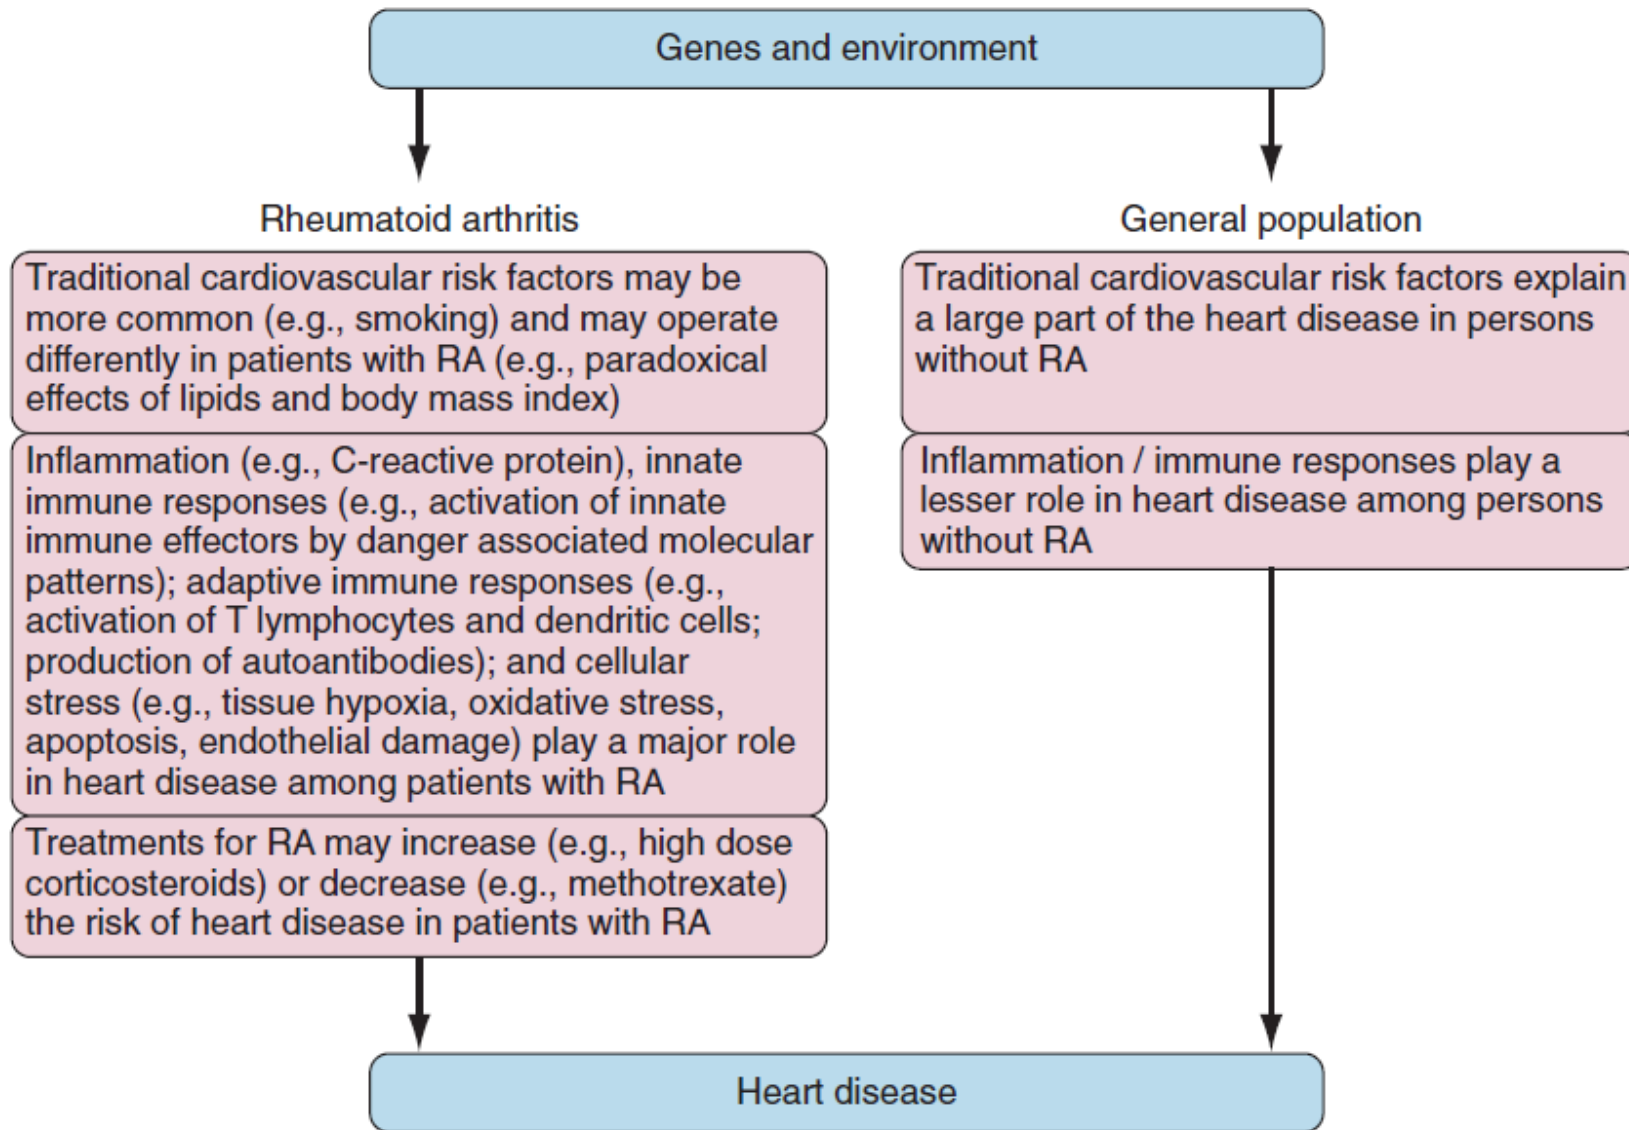 Genes and environment
Rheumatoid arthritis
Traditional cardiovascular risk factors may be
more common (e.g., smoking) and may operate
differently in patients with RA (e.g., paradoxical
effects of lipids and body mass index)
Inflammation (e.g., C-reactive protein), innate
immune responses (e.g., activation of innate
immune effectors by danger associated molecular
patterns); adaptive immune responses (e.g.,
activation of T lymphocytes and dendritic cells;
production of autoantibodies); and cellular
stress (e.g., tissue hypoxia, oxidative stress,
apoptosis, endothelial damage) play a major role
in heart disease among patients with RA
Treatments for RA may increase (e.g., high dose
corticosteroids) or decrease (e.g., methotrexate)
the risk of heart disease in patients with RA
General population
Traditional cardiovascular risk factors explain
a large part of the heart disease in persons
without RA
Inflammation / immune responses play a
lesser role in heart disease among persons
without RA
Heart disease